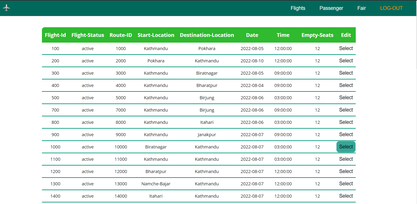 Flights Passenger Fair LOG-OUT
Flight-Id Flight-Status Route-ID Start-Location Destination-Location Date Time Empty-Seats Edit
100 active 1000 Kathmandu Pokhara 2022-08-05 12:00:00 12 Select
200 active 2000 Pokhara Kathmandu 2022-08-10 12:00:00 12 Select
300 active 3000 Kathmandu Biratnagar 2022-08-05 09:00:00 12 Select
400 active 4000 Kathmandu Bharatpur 2022-08-04 09:00:00 12 Select
500 active 5000 Kathmandu Birjung 2022-08-06 03:00:00 12 Select
700 active 7000 Kathmandu Birjung 2022-08-06 09:00:00 12 Select
800 active 8000 Kathmandu Itahari 2022-08-06 03:00:00 12 Select
900 active 9000 Kathmandu Janakpur 2022-08-07 09:00:00 12 Select
1000 active 10000 Biratnagar Kathmandu 2022-08-07 03:00:00 12 Select
1100 active 11000 Kathmandu Kathmandu 2022-08-07 03:00:00 12 Select
1200 active 12000 Bharatpur Kathmandu 2022-08-07 12:00:00 12 Select
1300 active 13000 Namche-Bajar Kathmandu 2022-08-07 12:00:00 12 Select
1400 active 14000 Itahari Kathmandu 2022-08-07 03:00:00 12 Select